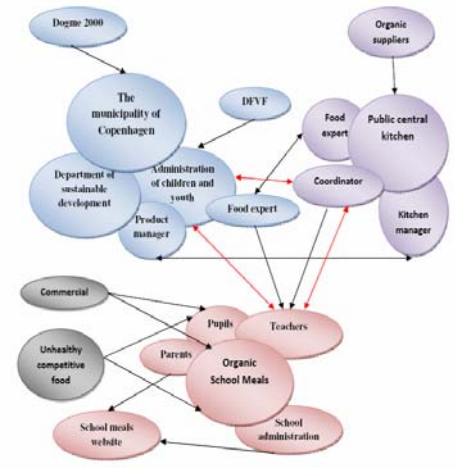 Dogme 2000
Organic
suppliers
The
municipality of
Copenhagen
DFVF
Food
expert
Public central
kitchen
Department of
sustainable
development
Administration
of children and
youth
Coordinator
Food expert
Product
manager
Kitchen
manager
Commercial
Pupils
Teachers
Unhealthy
competitive
food
Parents
Organic
School Meals
School meals
website
School
administration